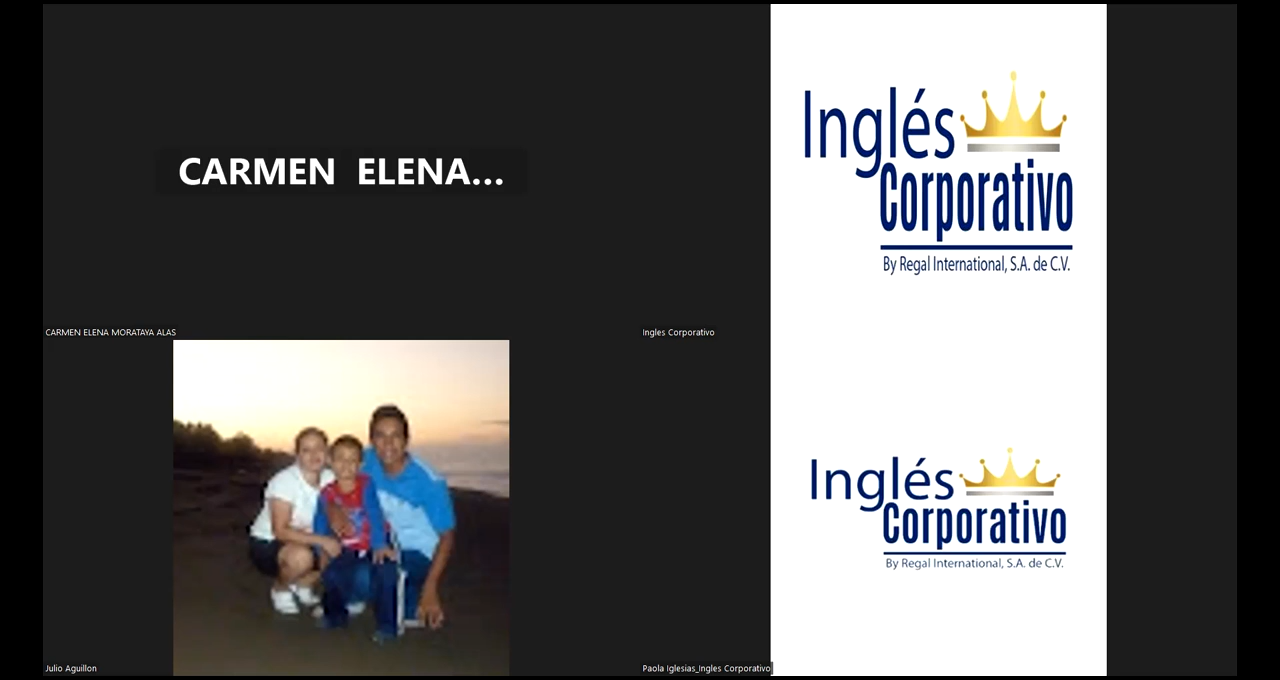 CARMEN ELENA...
CARMEN ELENA MORATAYA ALAS
Inglés
Corporativo
By Regal International, S.A. de C.V.
Ingles Corporativo
Julio Aguillon
Inglés
Corporativo
By Regal International, S.A. de C.V.
Paola Iglesias_Ingles Corporativo